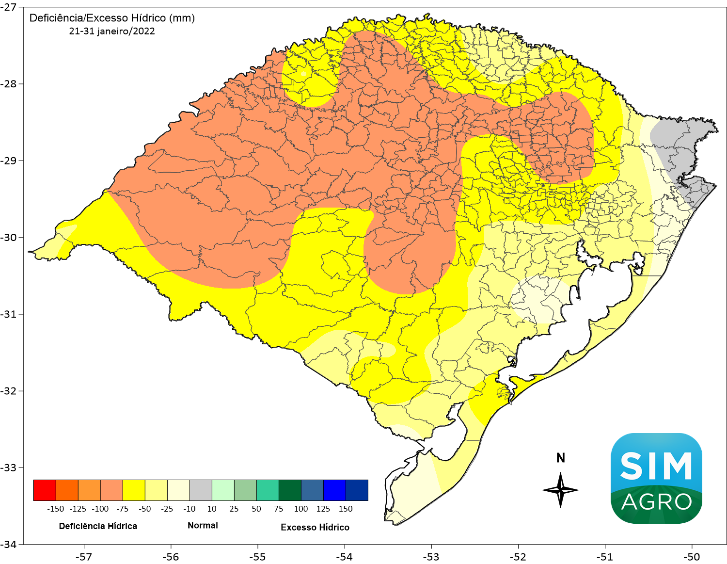 Deficiência/Excesso Hídrico (mm)
21-31 janeiro/2022
-27
-28
-29
-30
-31
-32
-33
-34
-57
-56
-55
-54
-53
-52
-51
-50
-150 -125 -100 -75 -50 -25 -10 10 25 50 75 100 125 150
Deficiência Hídrica Normal Excesso Hídrico
N
SIM
AGRO